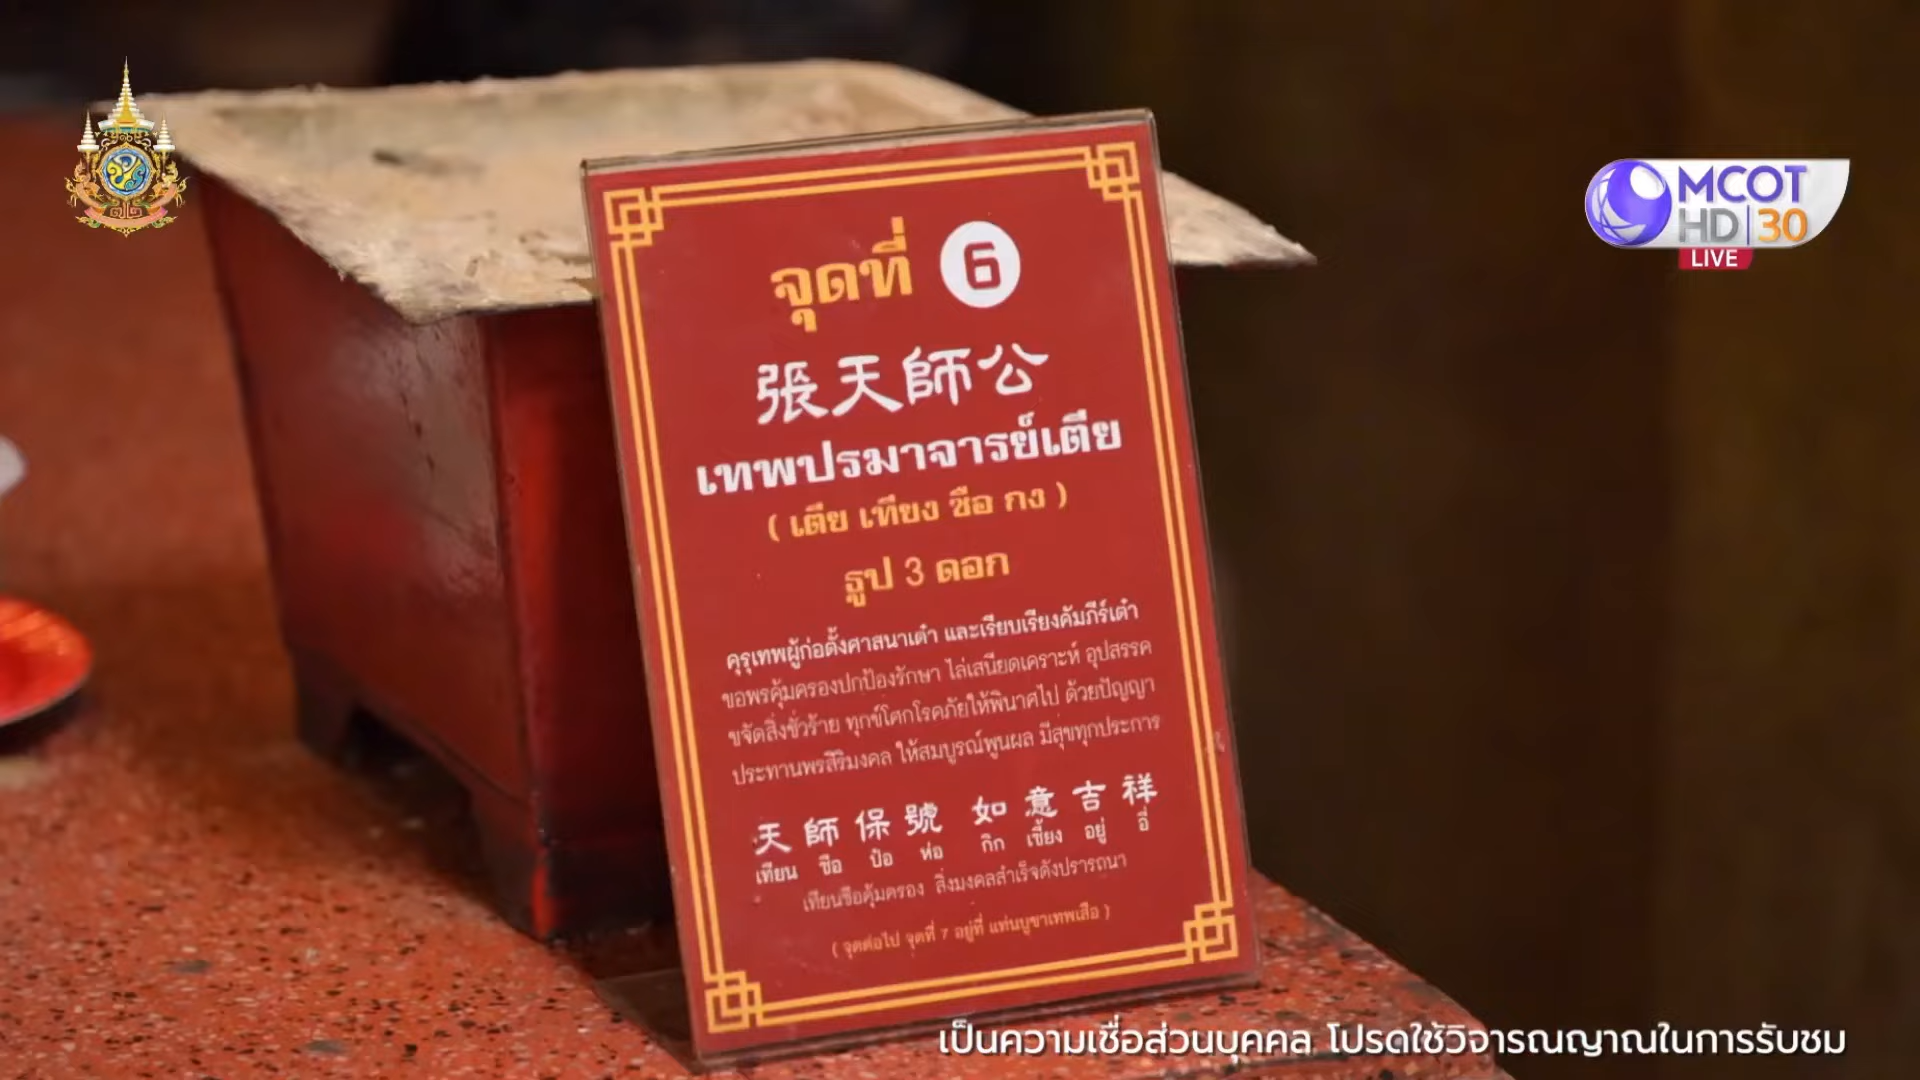 MCOT
HD 30
LIVE
จุดที่ 6
張天師公
เทพปรมาจารย์เตีย
( เตีย เทียง ซือ กง )
ธูป 3 ดอก
คุรุเทพผู้ก่อตั้งศาสนาเต๋า และเรียบเรียงคัมภีร์เต๋า
ขอพรคุ้มครองปกป้องรักษา ไล่เสนียดเคราะห์ อุปสรรค
ขจัดสิ่งชั่วร้าย ทุกข์โศกโรคภัยให้พินาศไป ด้วยปัญญา
ประทานพรสิริมงคล ให้สมบูรณ์พูนผล มีสุขทุกประการ
天師保號 如意吉祥
เทียน ซือ ป้อ ห่อ กิก เซี้ยง อยู่ อี่
เทียนซือคุ้มครอง สิ่งมงคลสำเร็จดังปรารถนา
( จุดต่อไป จุดที่ 7 อยู่ที่ แท่นบูชาเทพเสือ )
เป็นความเชื่อส่วนบุคคล โปรดใช้วิจารณญาณในการรับชม